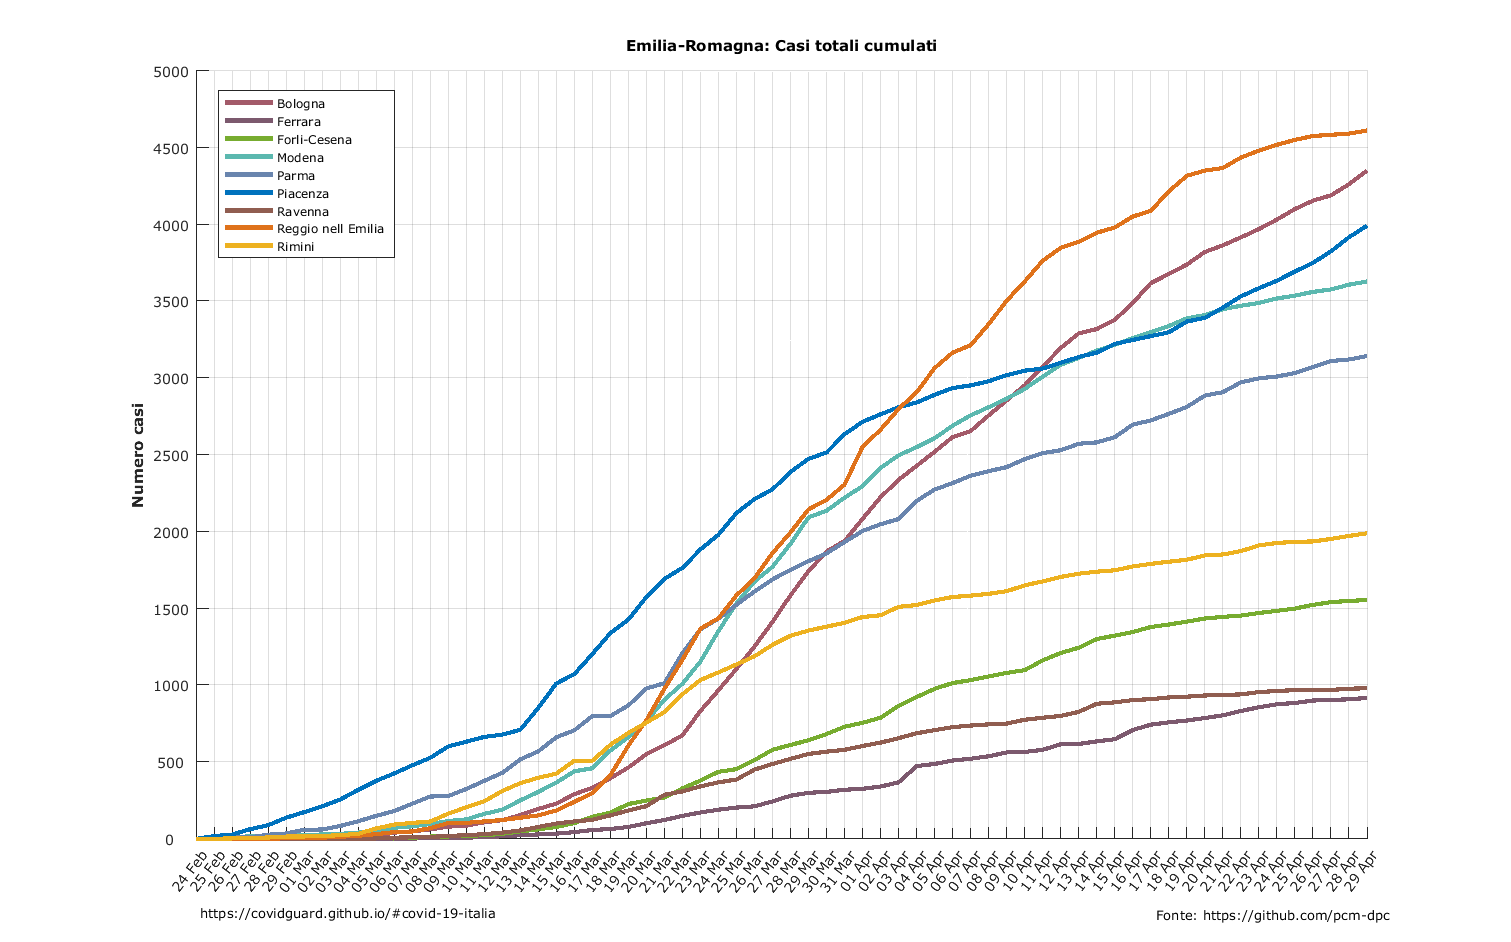 Emilia-Romagna: Casi totali cumulati
5000
4500
4000
3500
3000
2500
2000
1500
1000
500
0
Numero casi
Bologna
Ferrara
Forlì-Cesena
Modena
Parma
Piacenza
Ravenna
Reggio nell Emilia
Rimini
24 Feb
25 Feb
26 Feb
27 Feb
28 Feb
29 Feb
01 Mar
02 Mar
03 Mar
04 Mar
05 Mar
06 Mar
07 Mar
08 Mar
09 Mar
10 Mar
11 Mar
12 Mar
13 Mar
14 Mar
15 Mar
16 Mar
17 Mar
18 Mar
19 Mar
20 Mar
21 Mar
22 Mar
23 Mar
24 Mar
25 Mar
26 Mar
27 Mar
28 Mar
29 Mar
30 Mar
31 Mar
01 Apr
02 Apr
03 Apr
04 Apr
05 Apr
06 Apr
07 Apr
08 Apr
09 Apr
10 Apr
11 Apr
12 Apr
13 Apr
14 Apr
15 Apr
16 Apr
17 Apr
18 Apr
19 Apr
20 Apr
21 Apr
22 Apr
23 Apr
24 Apr
25 Apr
26 Apr
27 Apr
28 Apr
29 Apr
https://covidguard.github.io/#covid-19-italia
Fonte: https://github.com/pcm-dpc